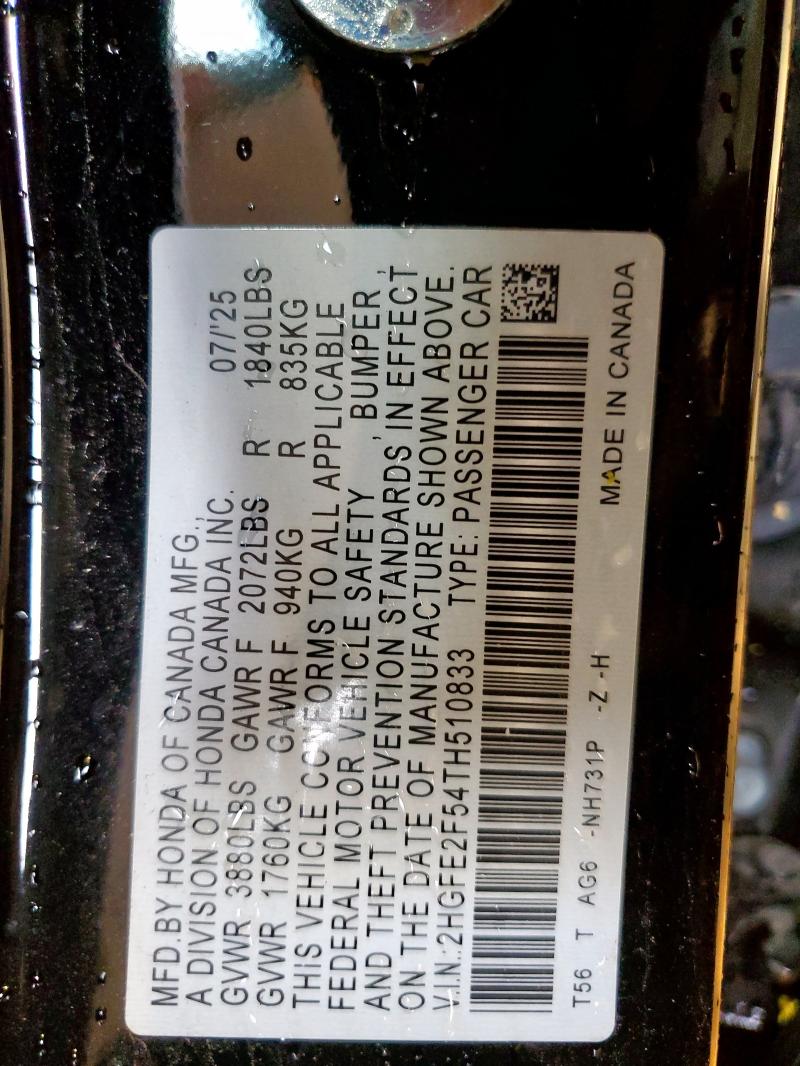 MFD. BY HONDA OF CANADA MFG.,
A DIVISION OF HONDA CANADA INC. 07/'25
GVWR 3880LBS GAWR F 2072LBS R 1840LBS
GVWR 1760KG GAWR F 940KG R 835KG
THIS VEHICLE CONFORMS TO ALL APPLICABLE
FEDERAL MOTOR VEHICLE SAFETY, BUMPER,
AND THEFT PREVENTION STANDARDS IN EFFECT
ON THE DATE OF MANUFACTURE SHOWN ABOVE.
V.I.N.:2HGFE2F54TH510833 TYPE: PASSENGER CAR
T56 T AG6 -NH731P -Z -H MADE IN CANADA